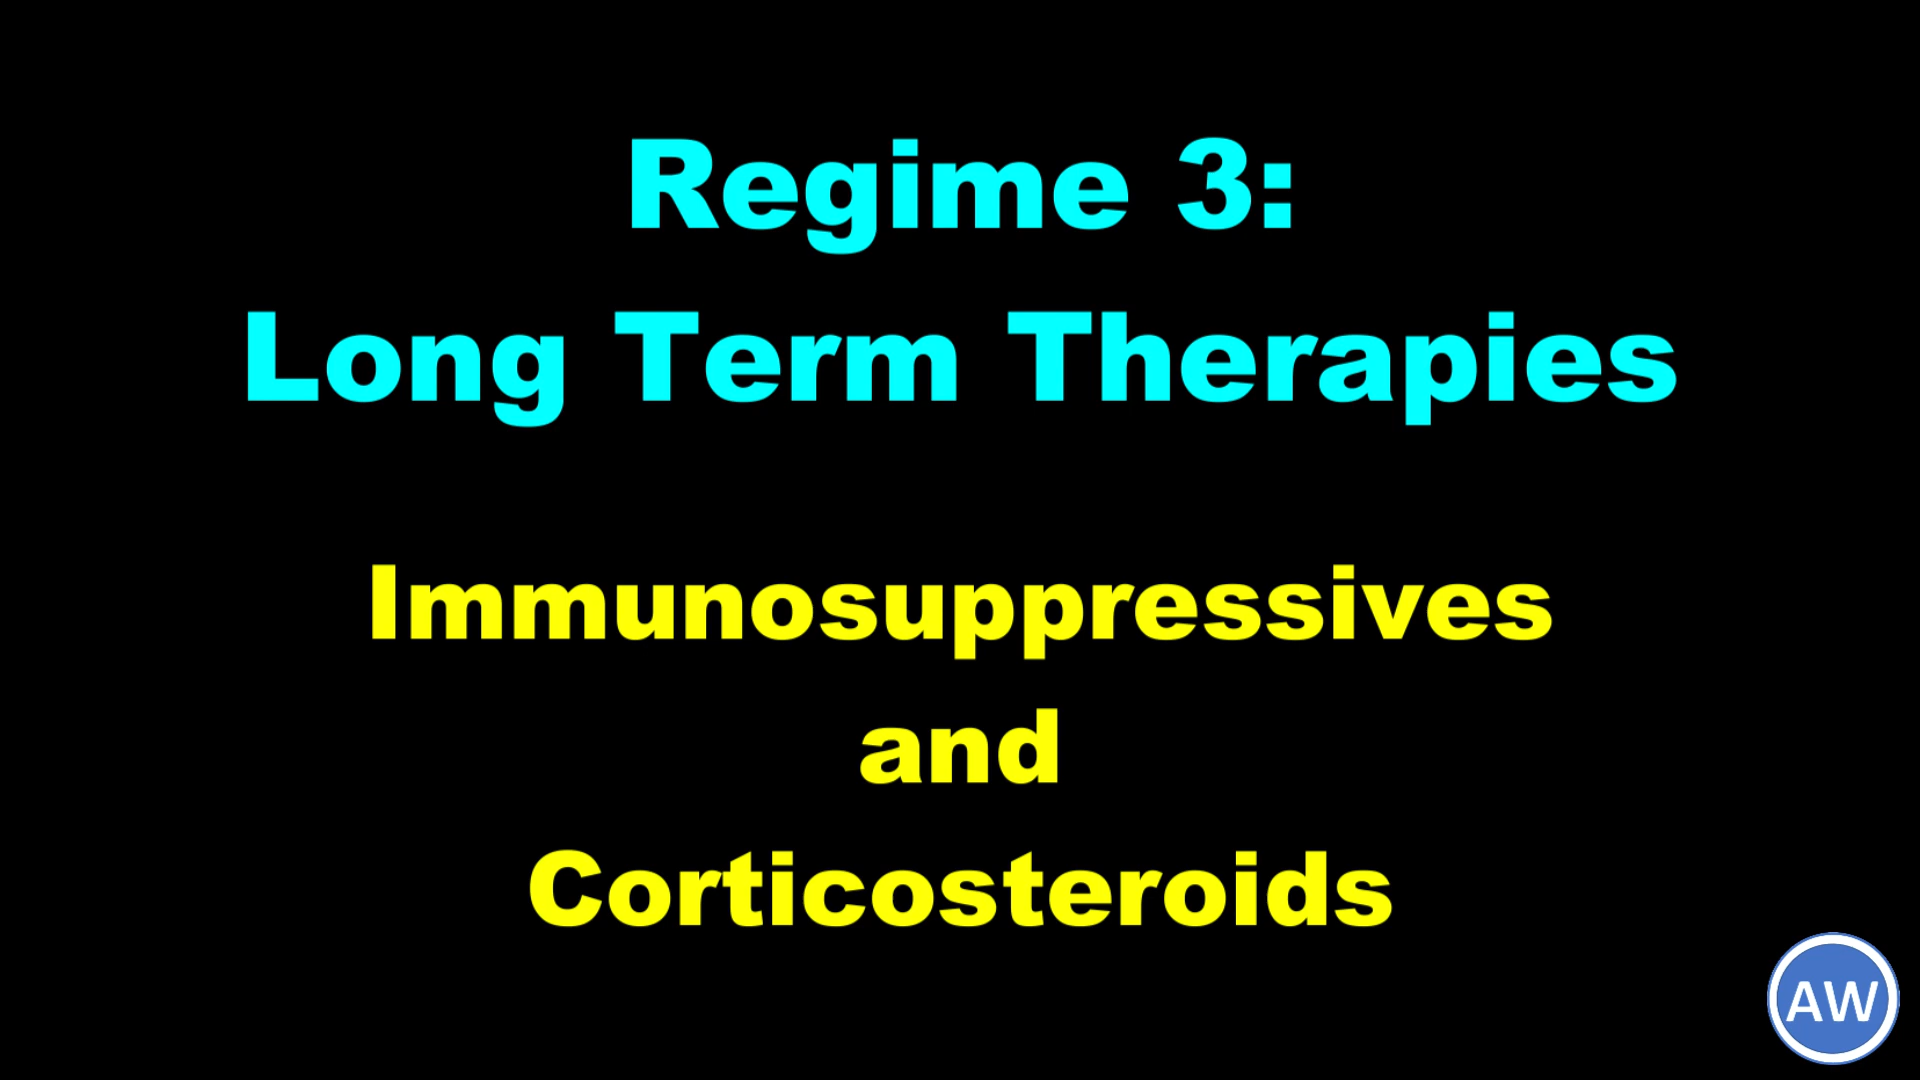 Regime 3:
Long Term Therapies
Immunosuppressives
and
Corticosteroids
AW